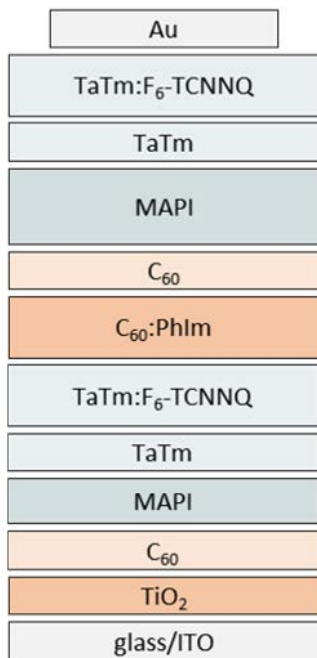 Au
TaTm:F₆-TCNNQ
TaTm
MAPI
C₆₀
C₆₀:PhIm
TaTm:F₆-TCNNQ
TaTm
MAPI
C₆₀
TiO₂
glass/ITO